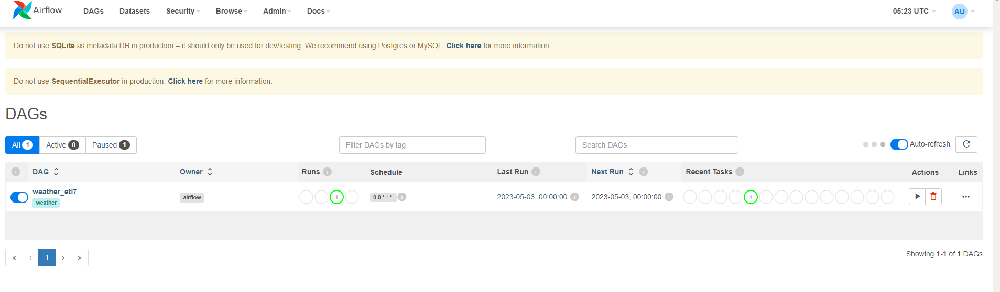 Airflow DAGs Datasets Security Browse Admin Docs 05:23 UTC AU
Do not use SQLite as metadata DB in production – it should only be used for dev/testing. We recommend using Postgres or MySQL. Click here for more information.
Do not use SequentialExecutor in production. Click here for more information.
DAGs
All 1 Active 0 Paused 1 Filter DAGs by tag Search DAGs Auto-refresh
i DAG Owner Runs i Schedule Last Run i Next Run i Recent Tasks i Actions Links
weather_etl7
weather airflow 1 0 0 * * * i 2023-05-03, 00:00:00 i 2023-05-03, 00:00:00 i 1 ···
« ‹ 1 › »
Showing 1-1 of 1 DAGs